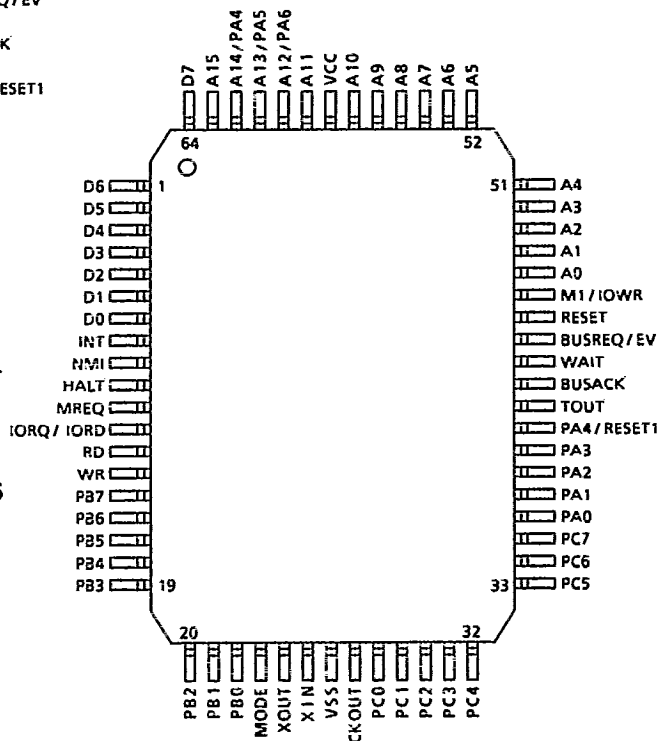 Q/EV
K
ESET1
D7
A15
A14/PA4
A13/PA5
A12/PA6
A11
VCC
A10
A9
A8
A7
A6
A5
64
52
D6
1
51
A4
D5
A3
D4
A2
D3
A1
D2
A0
D1
M1/IOWR
D0
RESET
INT
BUSREQ/EV
NMI
WAIT
HALT
BUSACK
MREQ
TOUT
IORQ/IORD
PA4/RESET1
RD
PA3
WR
PA2
PB7
PA1
PB6
PA0
PB5
PC7
PB4
PC6
PB3
19
33
PC5
20
32
PB2
PB1
PB0
MODE
XOUT
XIN
VSS
CKOUT
PC0
PC1
PC2
PC3
PC4